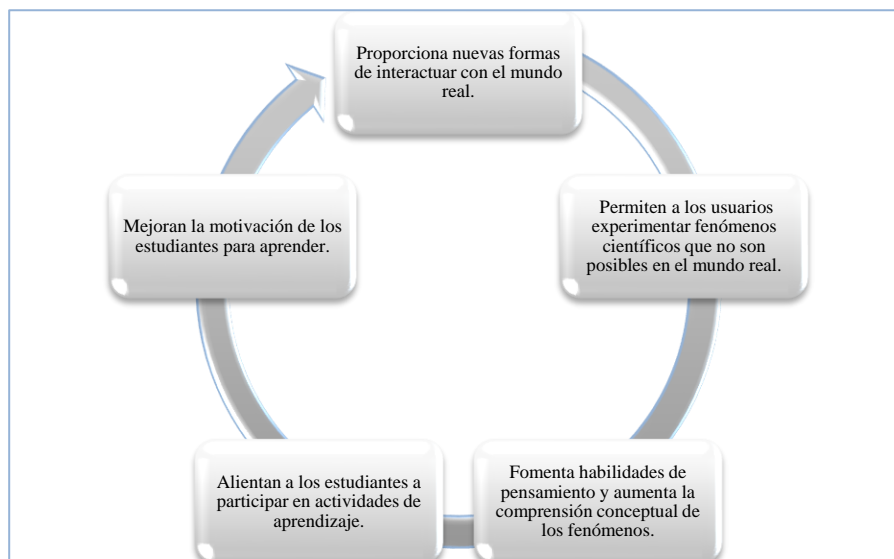 Proporciona nuevas formas
de interactuar con el mundo
real.
Permiten a los usuarios
experimentar fenómenos
científicos que no son
posibles en el mundo real.
Fomenta habilidades de
pensamiento y aumenta la
comprensión conceptual de
los fenómenos.
Alientan a los estudiantes a
participar en actividades de
aprendizaje.
Mejoran la motivación de los
estudiantes para aprender.